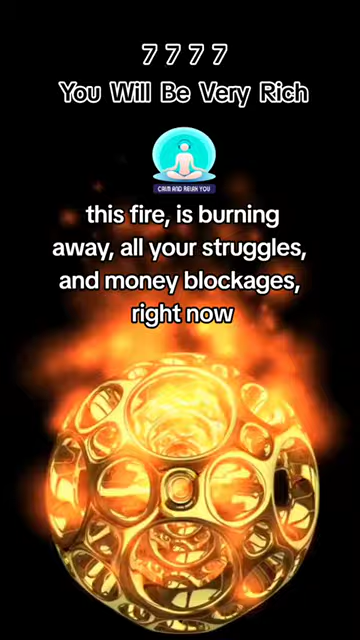 7 7 7 7
You Will Be Very Rich
CALM AND RELAX YOU
this fire, is burning
away, all your struggles,
and money blockages,
right now